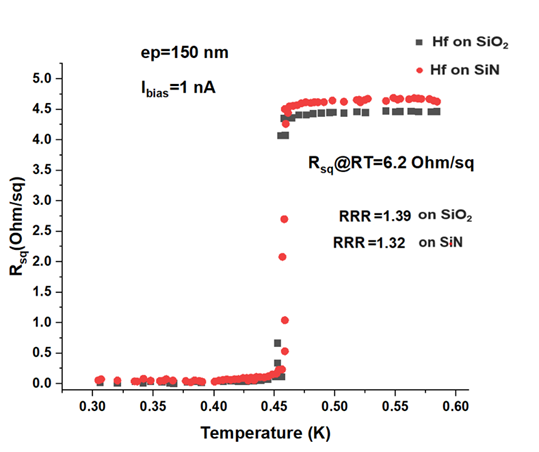 ep=150 nm
I_bias=1 nA
Hf on SiO₂
Hf on SiN
R_sq@RT=6.2 Ohm/sq
RRR=1.39 on SiO₂
RRR=1.32 on SiN
R_sq(Ohm/sq)
5.0
4.5
4.0
3.5
3.0
2.5
2.0
1.5
1.0
0.5
0.0
0.30 0.35 0.40 0.45 0.50 0.55 0.60
Temperature (K)